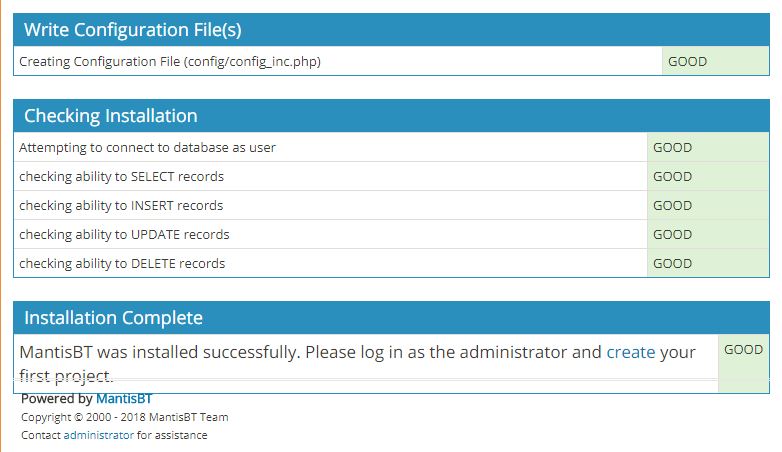 Write Configuration File(s)
Creating Configuration File (config/config_inc.php) GOOD
Checking Installation
Attempting to connect to database as user GOOD
checking ability to SELECT records GOOD
checking ability to INSERT records GOOD
checking ability to UPDATE records GOOD
checking ability to DELETE records GOOD
Installation Complete
MantisBT was installed successfully. Please log in as the administrator and create your GOOD
first project.
Powered by MantisBT
Copyright © 2000 - 2018 MantisBT Team
Contact administrator for assistance